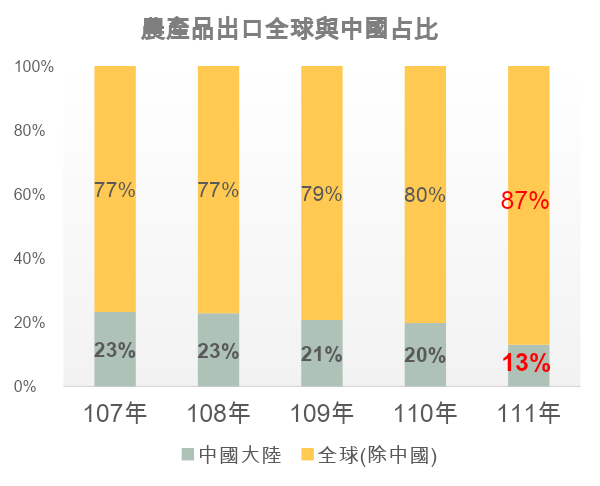 農產品出口全球與中國占比
100%
80%
60%
40%
20%
0%
77% 77% 79% 80% 87%
23% 23% 21% 20% 13%
107年 108年 109年 110年 111年
中國大陸 全球(除中國)